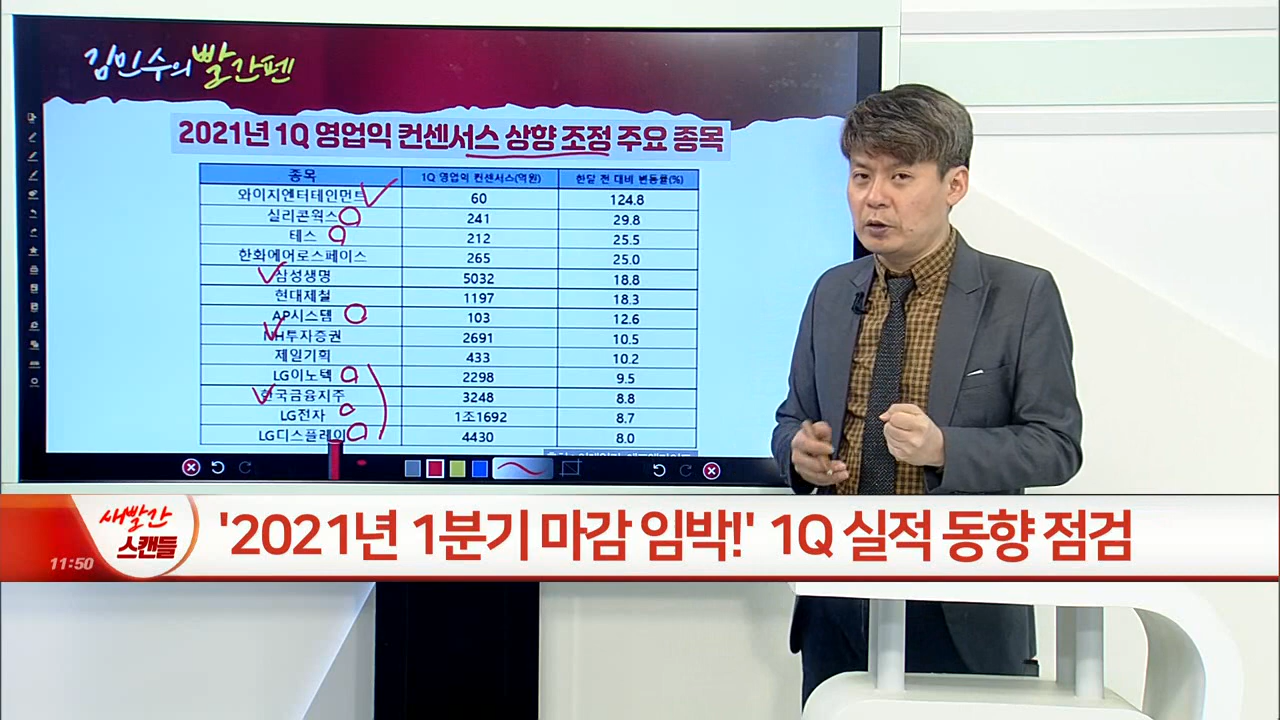 김민수의 빨간펜
2021년 1Q 영업익 컨센서스 상향 조정 주요 종목
종목 1Q 영업익 컨센서스(억원) 한달 전 대비 변동률(%)
와이지엔터테인먼트 60 124.8
실리콘웍스 241 29.8
테스 212 25.5
한화에어로스페이스 265 25.0
삼성생명 5032 18.8
현대제철 1197 18.3
AP시스템 103 12.6
NH투자증권 2691 10.5
제일기획 433 10.2
LG이노텍 2298 9.5
한국금융지주 3248 8.8
LG전자 1조1692 8.7
LG디스플레이 4430 8.0
새빨간
스캔들
11:50
'2021년 1분기 마감 임박!' 1Q 실적 동향 점검